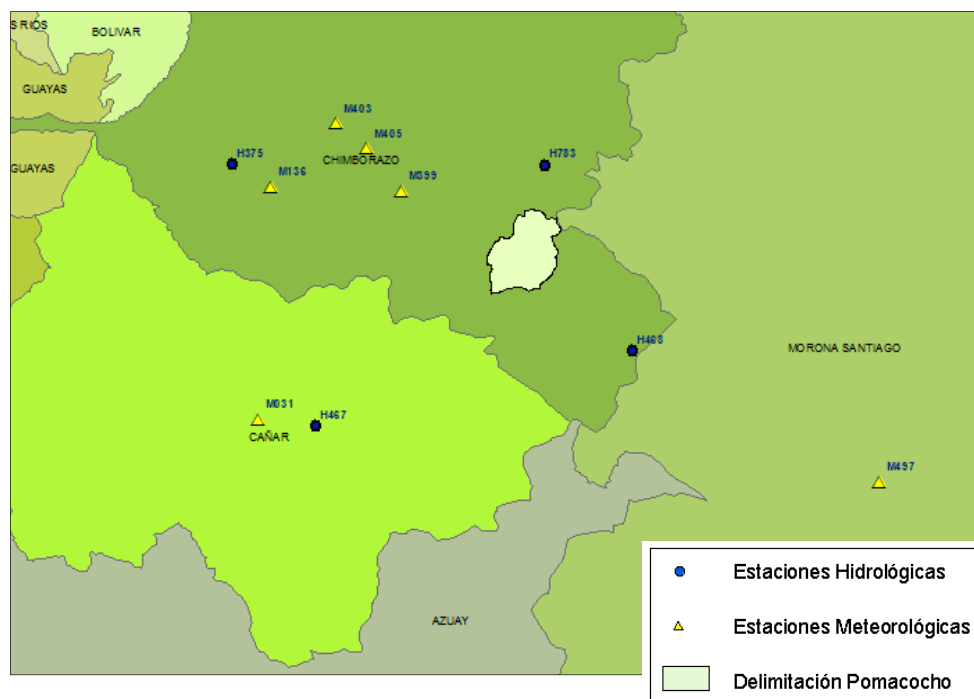 S RIOS
BOLIVAR
GUAYAS
M403
M405
H375
CHIMBORAZO
H783
GUAYAS
M136
M399
H468
MORONA SANTIAGO
M031
H467
CAÑAR
M497
Estaciones Hidrológicas
Estaciones Meteorológicas
AZUAY
Delimitación Pomacocho